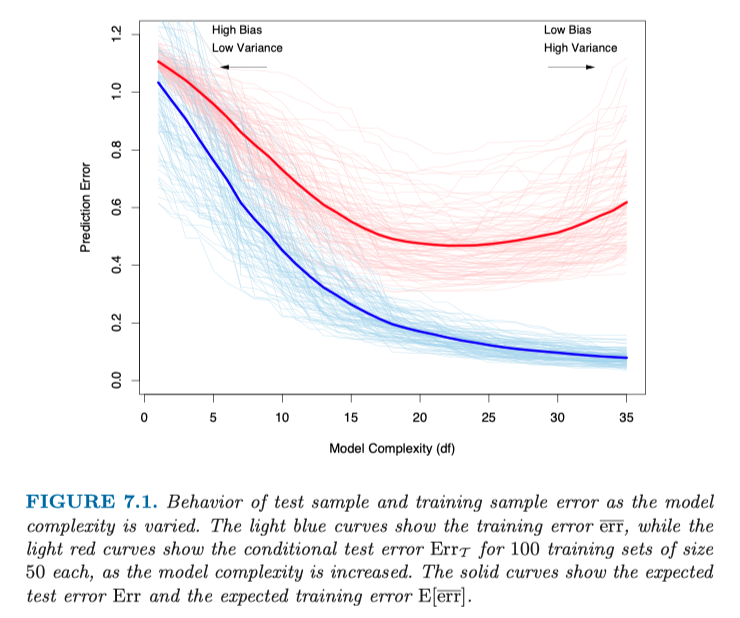 High Bias
Low Variance
Low Bias
High Variance
Prediction Error
1.2
1.0
0.8
0.6
0.4
0.2
0.0
0 5 10 15 20 25 30 35
Model Complexity (df)
FIGURE 7.1. Behavior of test sample and training sample error as the model
complexity is varied. The light blue curves show the training error e̅r̅r̅, while the
light red curves show the conditional test error Err𝒯 for 100 training sets of size
50 each, as the model complexity is increased. The solid curves show the expected
test error Err and the expected training error E[e̅r̅r̅].